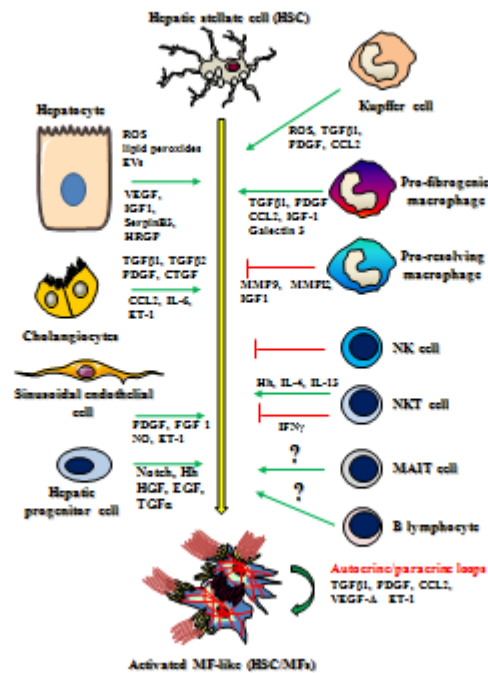 Hepatic stellate cell (HSC)
Kupffer cell
ROS, TGFβ1,
PDGF, CCL2
Hepatocyte
ROS
lipid peroxides
EVs
VEGF,
IGF1,
SerpinB3,
HRGP
Pro-fibrogenic
macrophage
TGFβ1, PDGF
CCL2, IGF-1
Galectin 3
Pro-resolving
macrophage
MMP9, MMP12,
IGF1
TGFβ1, TGFβ2
PDGF, CTGF
CCL2, IL-6,
ET-1
Cholangiocytes
NK cell
Sinusoidal endothelial
cell
PDGF, FGF 1
NO, ET-1
Hh, IL-4, IL-13
NKT cell
IFNγ
Hepatic
progenitor cell
Notch, Hh
HGF, EGF,
TGFα
?
MAIT cell
?
B lymphocyte
Autocrine/paracrine loops
TGFβ1, PDGF, CCL2,
VEGF-A ET-1
Activated MF-like (HSC/MFs)